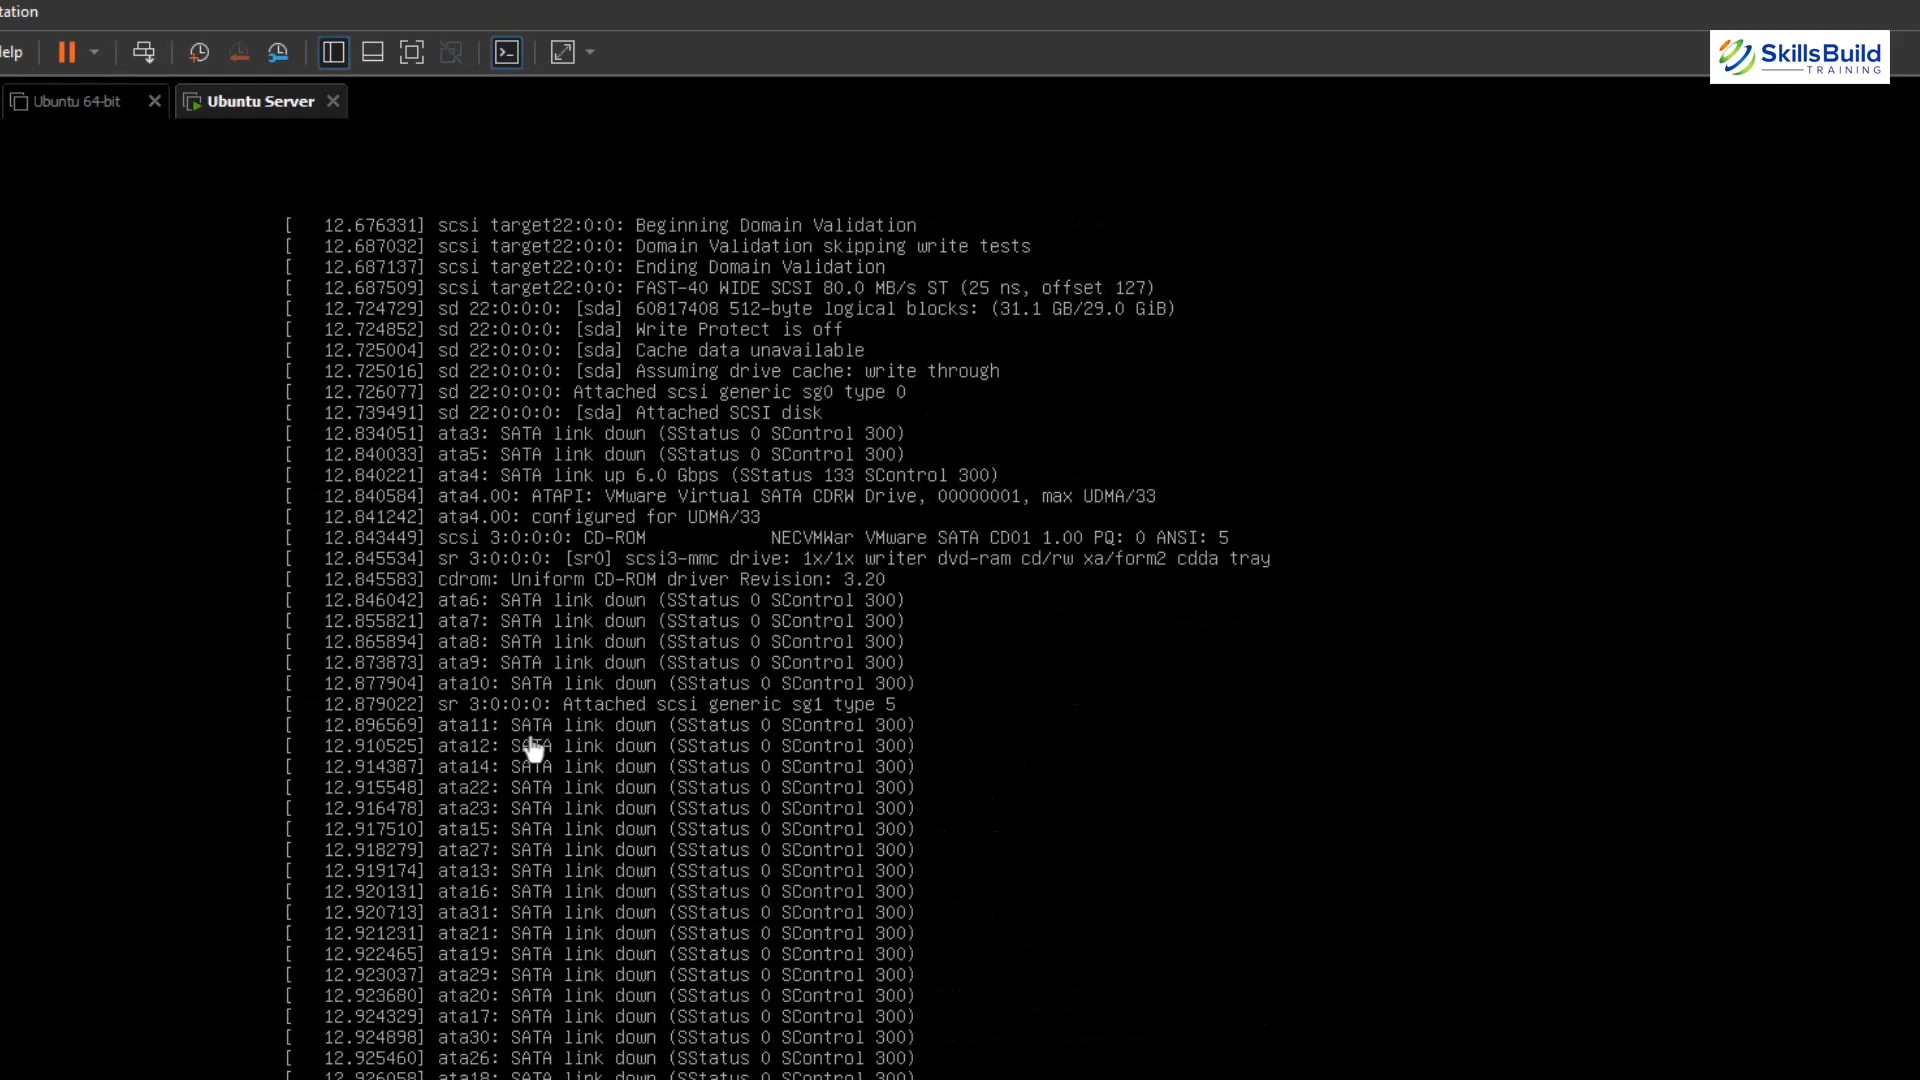 tation
elp
SkillsBuild
TRAINING
Ubuntu 64-bit
Ubuntu Server
[   12.676331] scsi target22:0:0: Beginning Domain Validation
[   12.687032] scsi target22:0:0: Domain Validation skipping write tests
[   12.687137] scsi target22:0:0: Ending Domain Validation
[   12.687509] scsi target22:0:0: FAST-40 WIDE SCSI 80.0 MB/s ST (25 ns, offset 127)
[   12.724729] sd 22:0:0:0: [sda] 60817408 512-byte logical blocks: (31.1 GB/29.0 GiB)
[   12.724852] sd 22:0:0:0: [sda] Write Protect is off
[   12.725004] sd 22:0:0:0: [sda] Cache data unavailable
[   12.725016] sd 22:0:0:0: [sda] Assuming drive cache: write through
[   12.726077] sd 22:0:0:0: Attached scsi generic sg0 type 0
[   12.739491] sd 22:0:0:0: [sda] Attached SCSI disk
[   12.834051] ata3: SATA link down (SStatus 0 SControl 300)
[   12.840033] ata5: SATA link down (SStatus 0 SControl 300)
[   12.840221] ata4: SATA link up 6.0 Gbps (SStatus 133 SControl 300)
[   12.840584] ata4.00: ATAPI: VMware Virtual SATA CDRW Drive, 00000001, max UDMA/33
[   12.841242] ata4.00: configured for UDMA/33
[   12.843449] scsi 3:0:0:0: CD-ROM            NECVMWar VMware SATA CD01 1.00 PQ: 0 ANSI: 5
[   12.845534] sr 3:0:0:0: [sr0] scsi3-mmc drive: 1x/1x writer dvd-ram cd/rw xa/form2 cdda tray
[   12.845583] cdrom: Uniform CD-ROM driver Revision: 3.20
[   12.846042] ata6: SATA link down (SStatus 0 SControl 300)
[   12.855821] ata7: SATA link down (SStatus 0 SControl 300)
[   12.865894] ata8: SATA link down (SStatus 0 SControl 300)
[   12.873873] ata9: SATA link down (SStatus 0 SControl 300)
[   12.877904] ata10: SATA link down (SStatus 0 SControl 300)
[   12.879022] sr 3:0:0:0: Attached scsi generic sg1 type 5
[   12.896569] ata11: SATA link down (SStatus 0 SControl 300)
[   12.910525] ata12: SATA link down (SStatus 0 SControl 300)
[   12.914387] ata14: SATA link down (SStatus 0 SControl 300)
[   12.915548] ata22: SATA link down (SStatus 0 SControl 300)
[   12.916478] ata23: SATA link down (SStatus 0 SControl 300)
[   12.917510] ata15: SATA link down (SStatus 0 SControl 300)
[   12.918279] ata27: SATA link down (SStatus 0 SControl 300)
[   12.919174] ata13: SATA link down (SStatus 0 SControl 300)
[   12.920131] ata16: SATA link down (SStatus 0 SControl 300)
[   12.920713] ata31: SATA link down (SStatus 0 SControl 300)
[   12.921231] ata21: SATA link down (SStatus 0 SControl 300)
[   12.922465] ata19: SATA link down (SStatus 0 SControl 300)
[   12.923037] ata29: SATA link down (SStatus 0 SControl 300)
[   12.923680] ata20: SATA link down (SStatus 0 SControl 300)
[   12.924329] ata17: SATA link down (SStatus 0 SControl 300)
[   12.924898] ata30: SATA link down (SStatus 0 SControl 300)
[   12.925460] ata26: SATA link down (SStatus 0 SControl 300)
[   12.926058] ata18: SATA link down (SStatus 0 SControl 300)